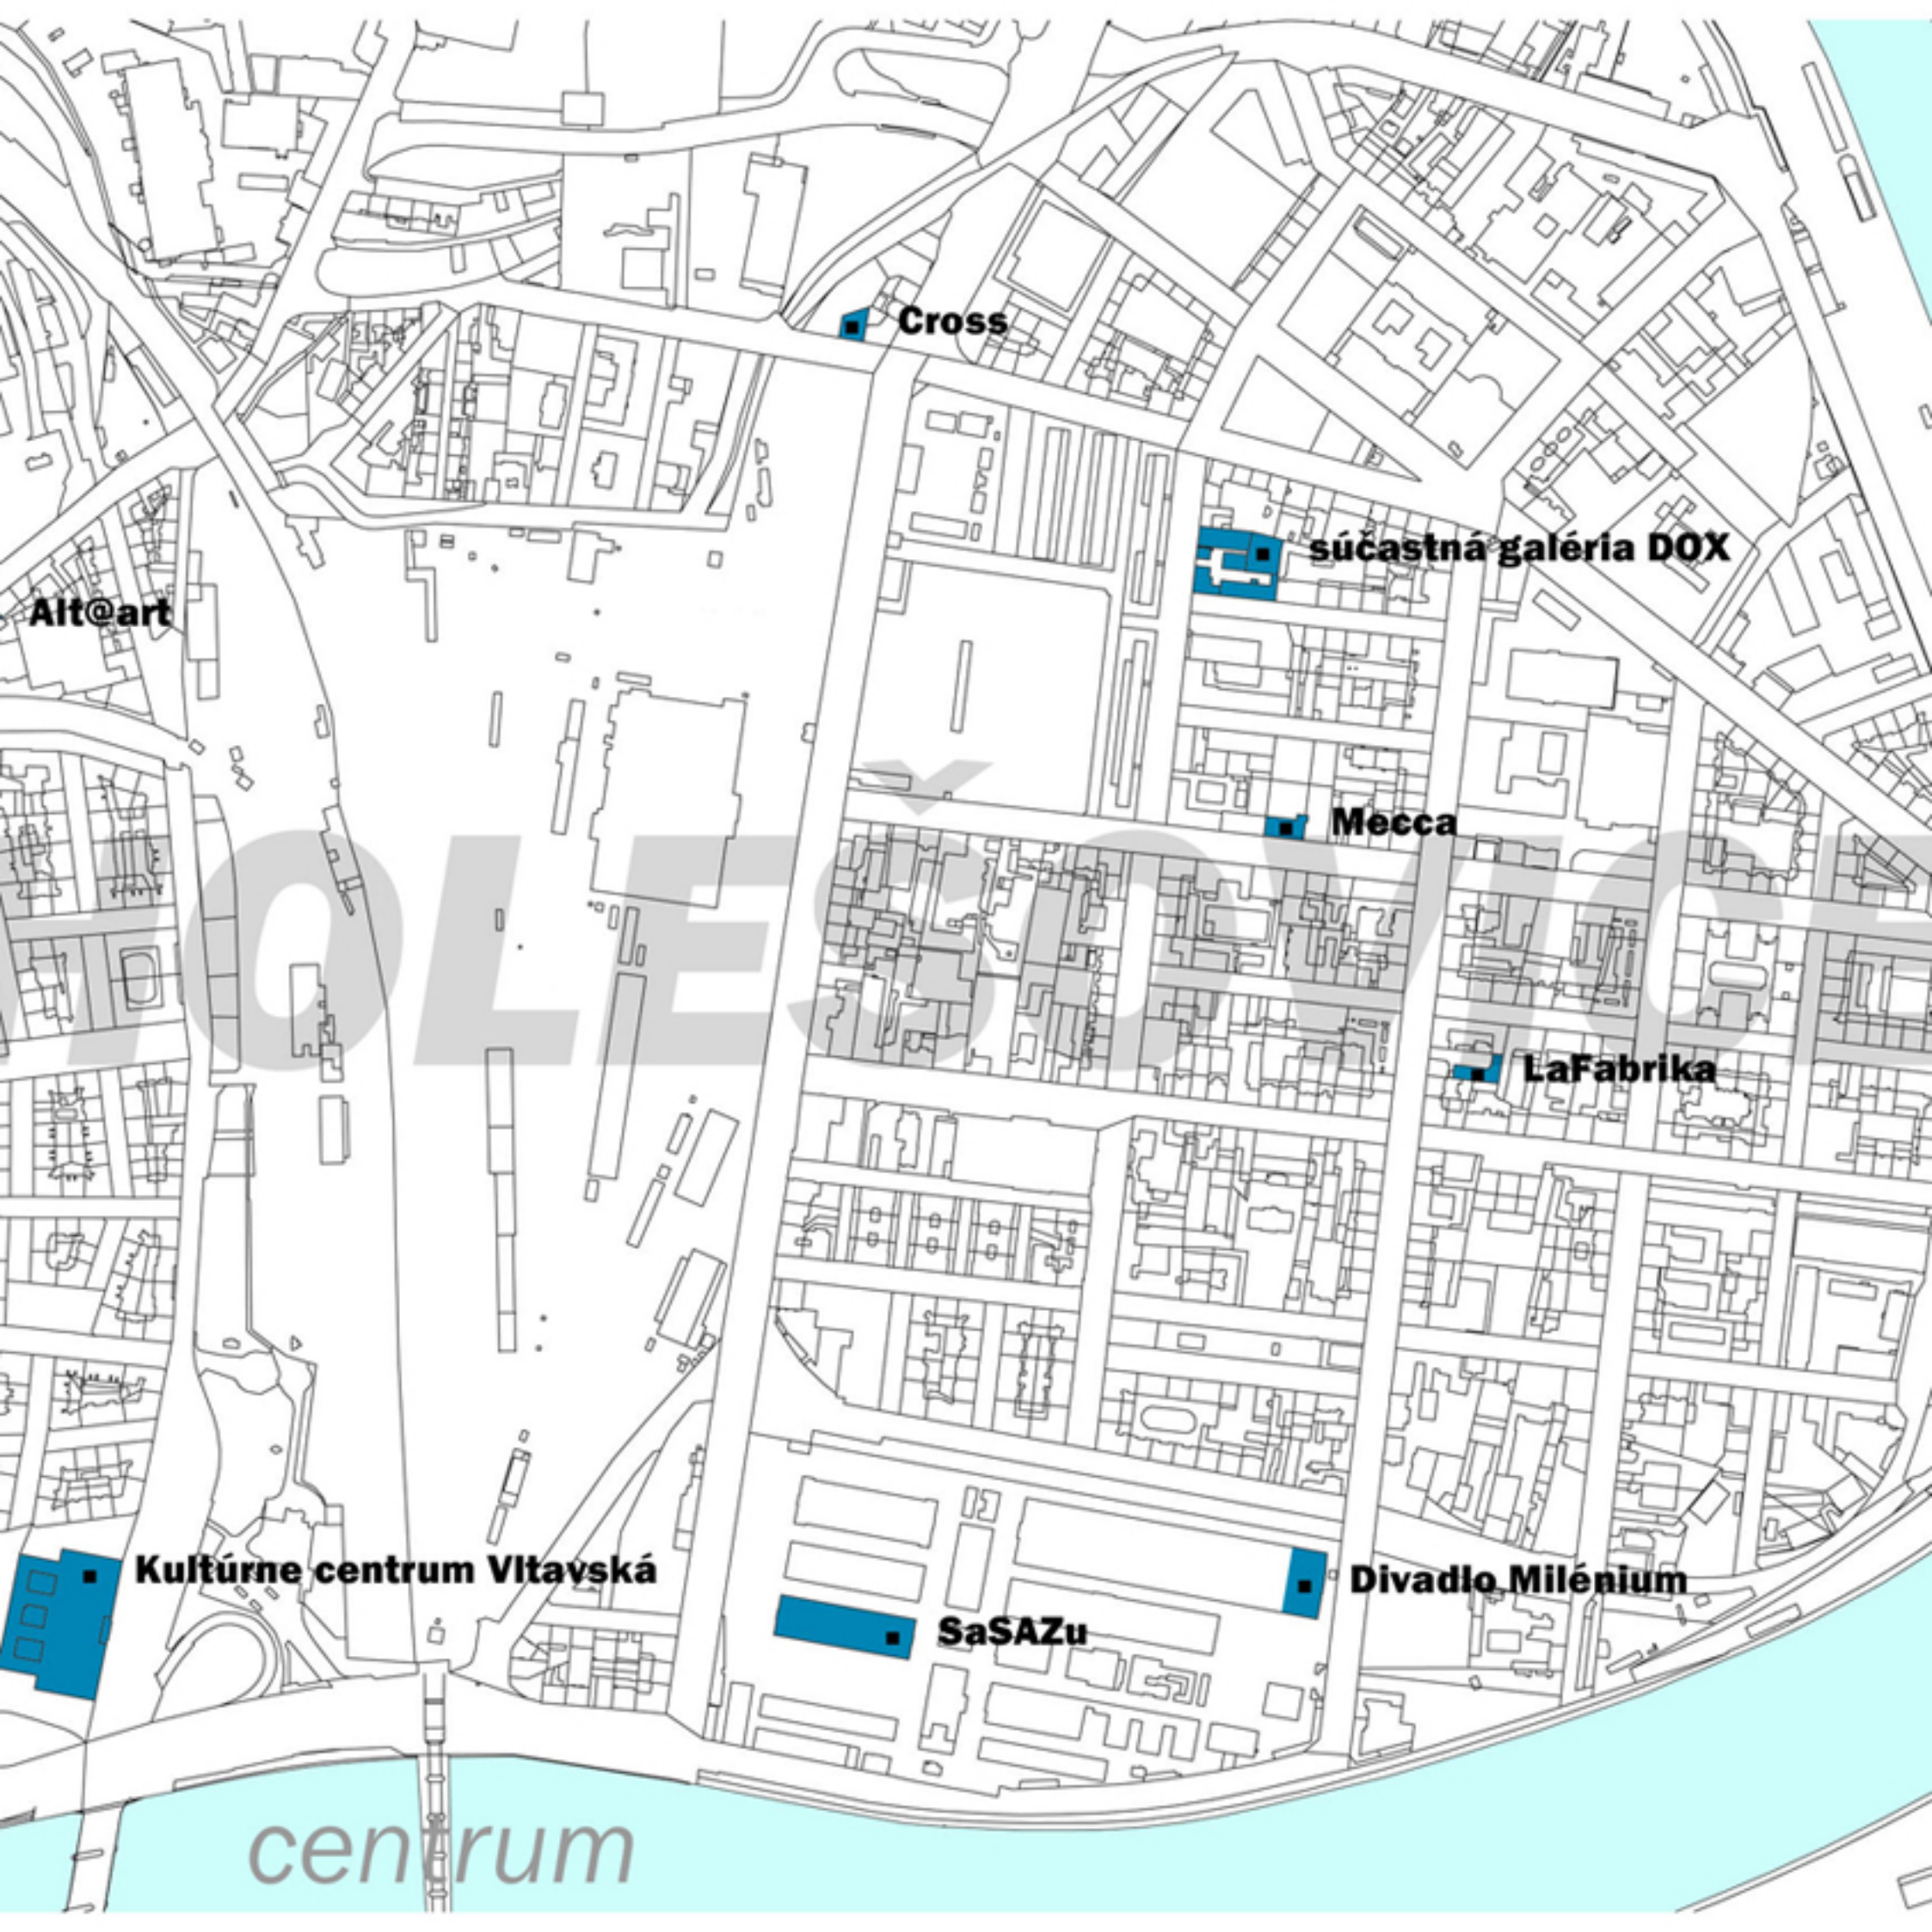 Cross
súčastná galéria DOX
Alt@art
Mecca
HOLEŠOVICE
LaFabrika
Kultúrne centrum Vltavská
Divadlo Milénium
SaSAZu
centrum